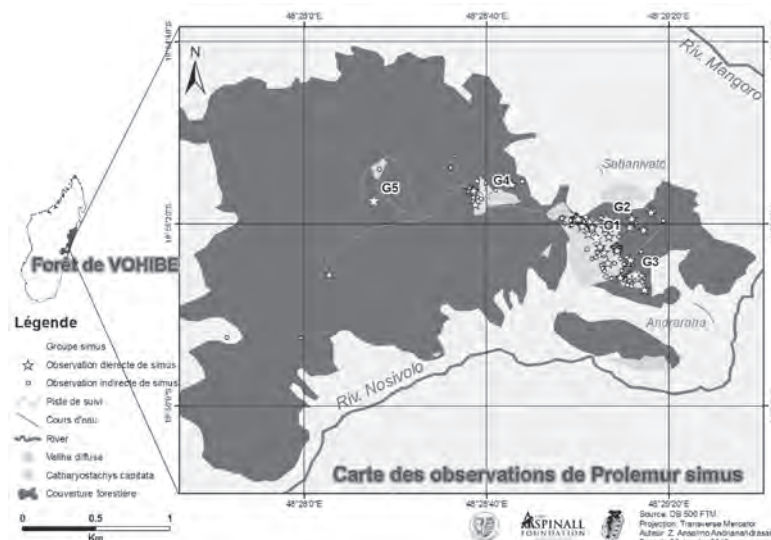 48°28'0"E 48°28'40"E 48°29'20"E
N
Riv. Mangoro
Sahanivato
G4
G5
G2
G1
G3
Forêt de VOHIBE
Andraraha
Riv. Nosivolo
Légende
Groupe simus
Observation dierecte de simus
Observation indirecte de simus
Piste de suivi
Cours d'eau
River
Valiha diffusa
Catharyostachys capitata
Couverture forestière
0 0.5 1
Km
Carte des observations de Prolemur simus
48°28'0"E 48°28'40"E 48°29'20"E
ASPINALL
FOUNDATION
Source: DB 500 FTM
Projection: Transverse Mercator